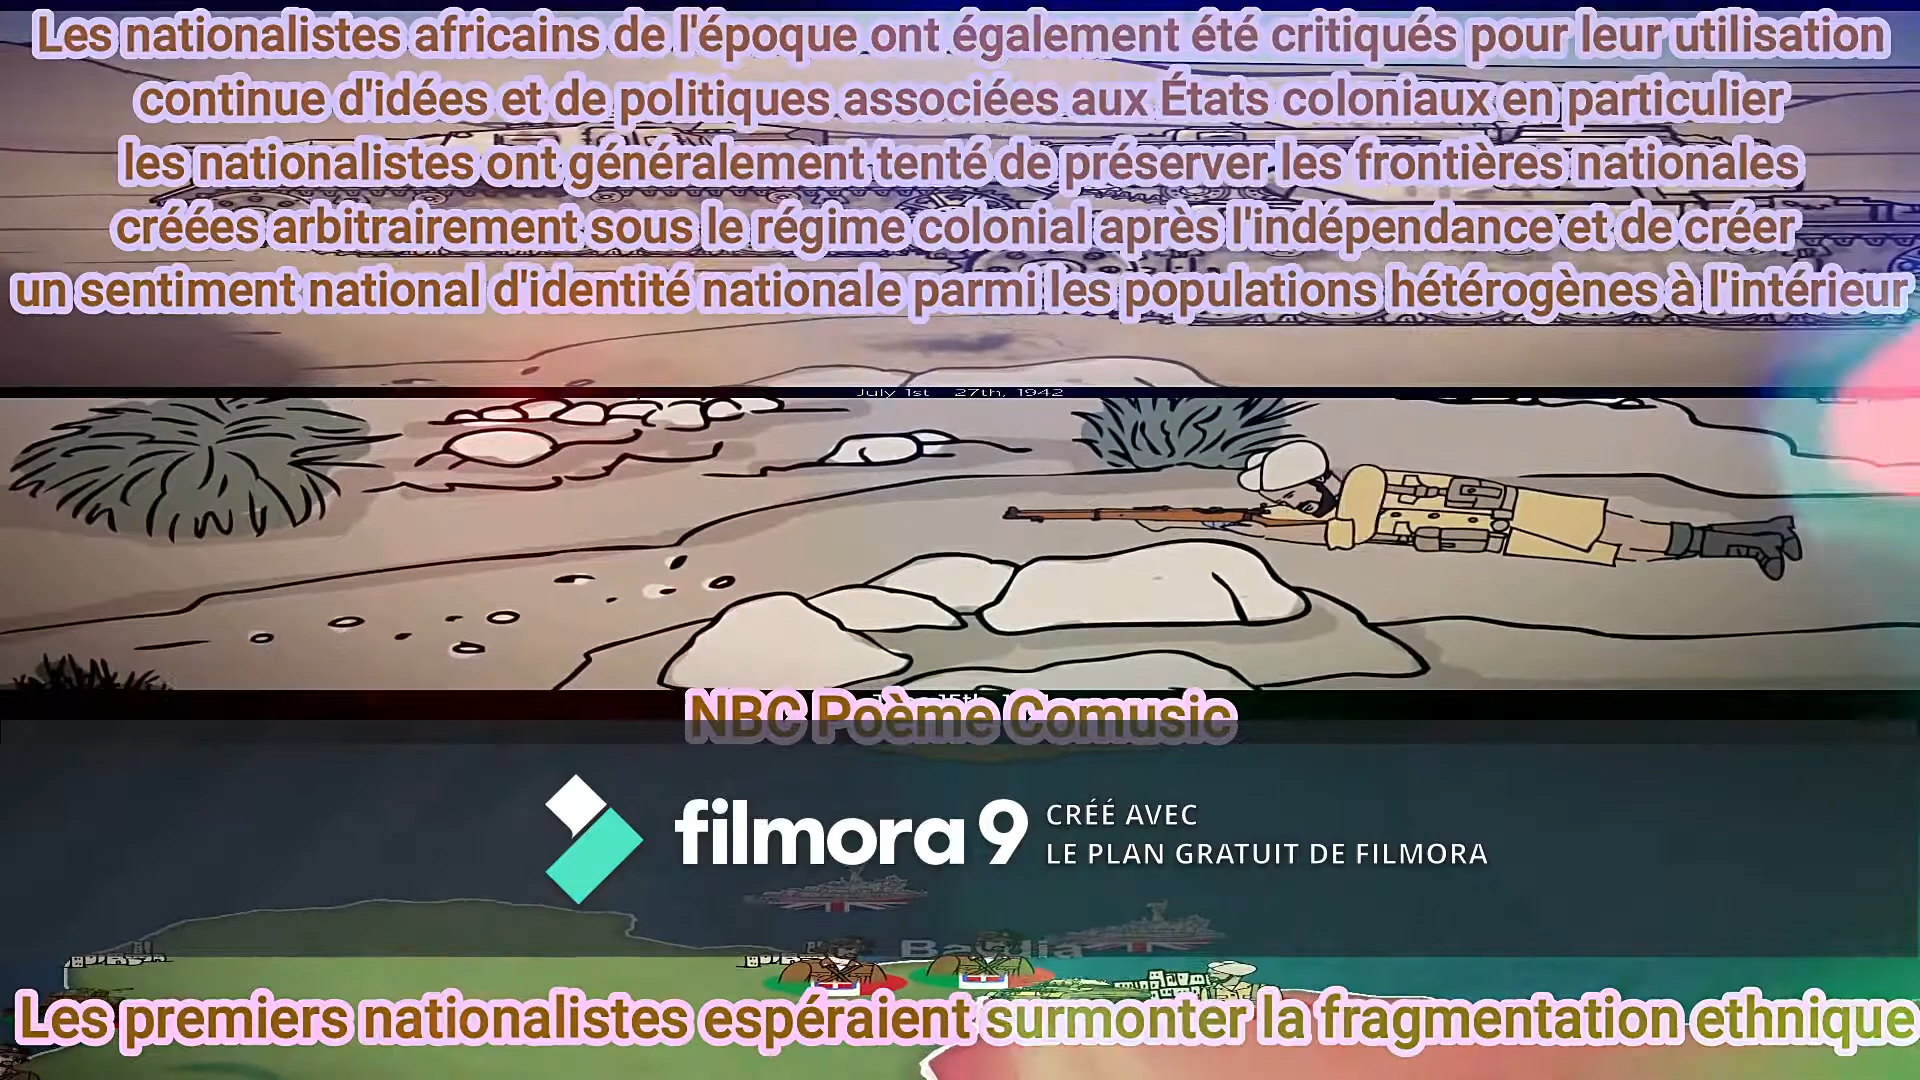 Les nationalistes africains de l'époque ont également été critiqués pour leur utilisation
continue d'idées et de politiques associées aux États coloniaux en particulier
les nationalistes ont généralement tenté de préserver les frontières nationales
créées arbitrairement sous le régime colonial après l'indépendance et de créer
un sentiment national d'identité nationale parmi les populations hétérogènes à l'intérieur
July 1st 27th, 1942
NBC Poème Comusic
filmora 9
CRÉÉ AVEC
LE PLAN GRATUIT DE FILMORA
Les premiers nationalistes espéraient surmonter la fragmentation ethnique